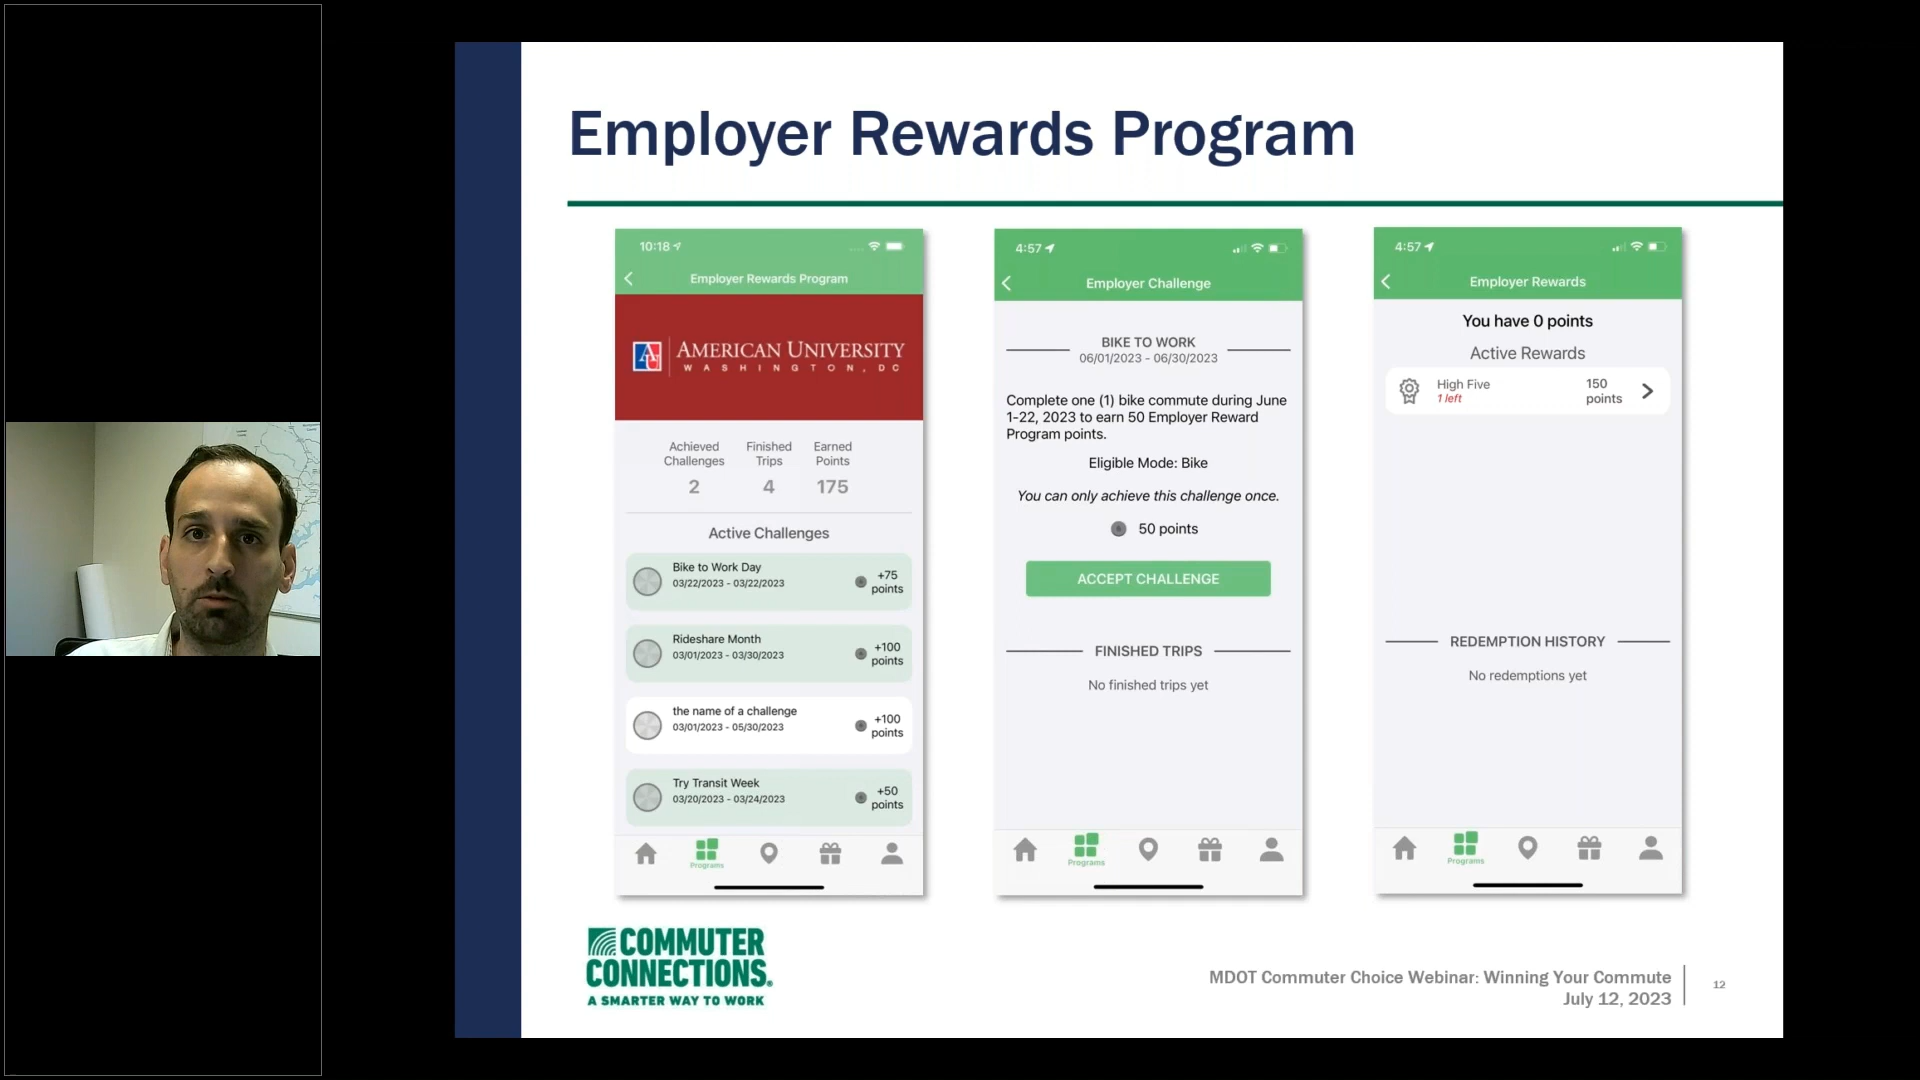 Employer Rewards Program
10:18
Employer Rewards Program
AU
AMERICAN UNIVERSITY
WASHINGTON, DC
Achieved
Challenges
2
Finished
Trips
4
Earned
Points
175
Active Challenges
Bike to Work Day
03/22/2023 - 03/22/2023
+75
points
Rideshare Month
03/01/2023 - 03/30/2023
+100
points
the name of a challenge
03/01/2023 - 05/30/2023
+100
points
Try Transit Week
03/20/2023 - 03/24/2023
+50
points
Programs
4:57
Employer Challenge
BIKE TO WORK
06/01/2023 - 06/30/2023
Complete one (1) bike commute during June
1-22, 2023 to earn 50 Employer Reward
Program points.
Eligible Mode: Bike
You can only achieve this challenge once.
50 points
ACCEPT CHALLENGE
FINISHED TRIPS
No finished trips yet
Programs
4:57
Employer Rewards
You have 0 points
Active Rewards
High Five
1 left
150
points
REDEMPTION HISTORY
No redemptions yet
Programs
COMMUTER
CONNECTIONS®
A SMARTER WAY TO WORK
MDOT Commuter Choice Webinar: Winning Your Commute
July 12, 2023
12